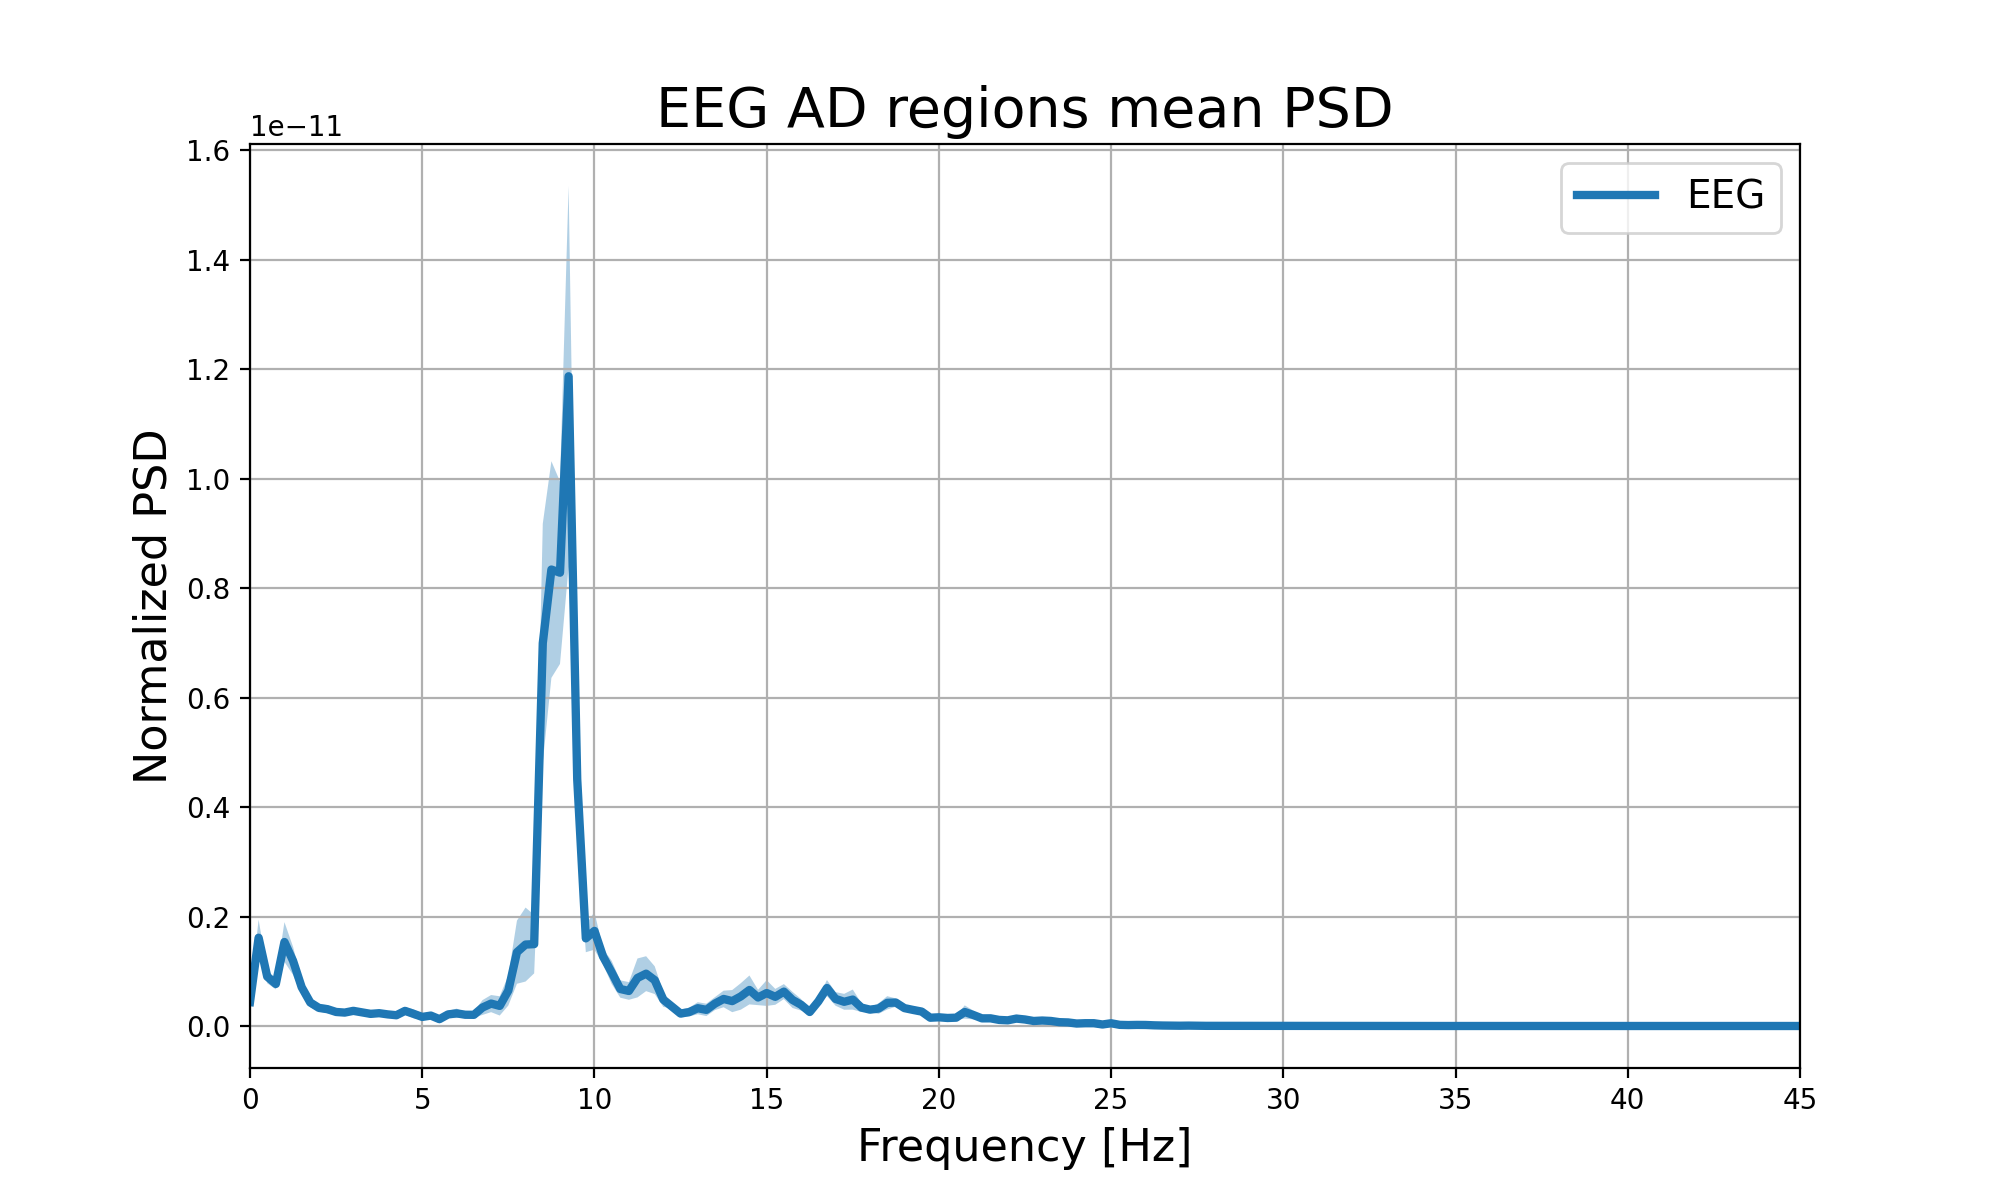 EEG AD regions mean PSD
1e−11
1.6
1.4
1.2
1.0
0.8
0.6
0.4
0.2
0.0
Normalized PSD
EEG
0 5 10 15 20 25 30 35 40 45
Frequency [Hz]